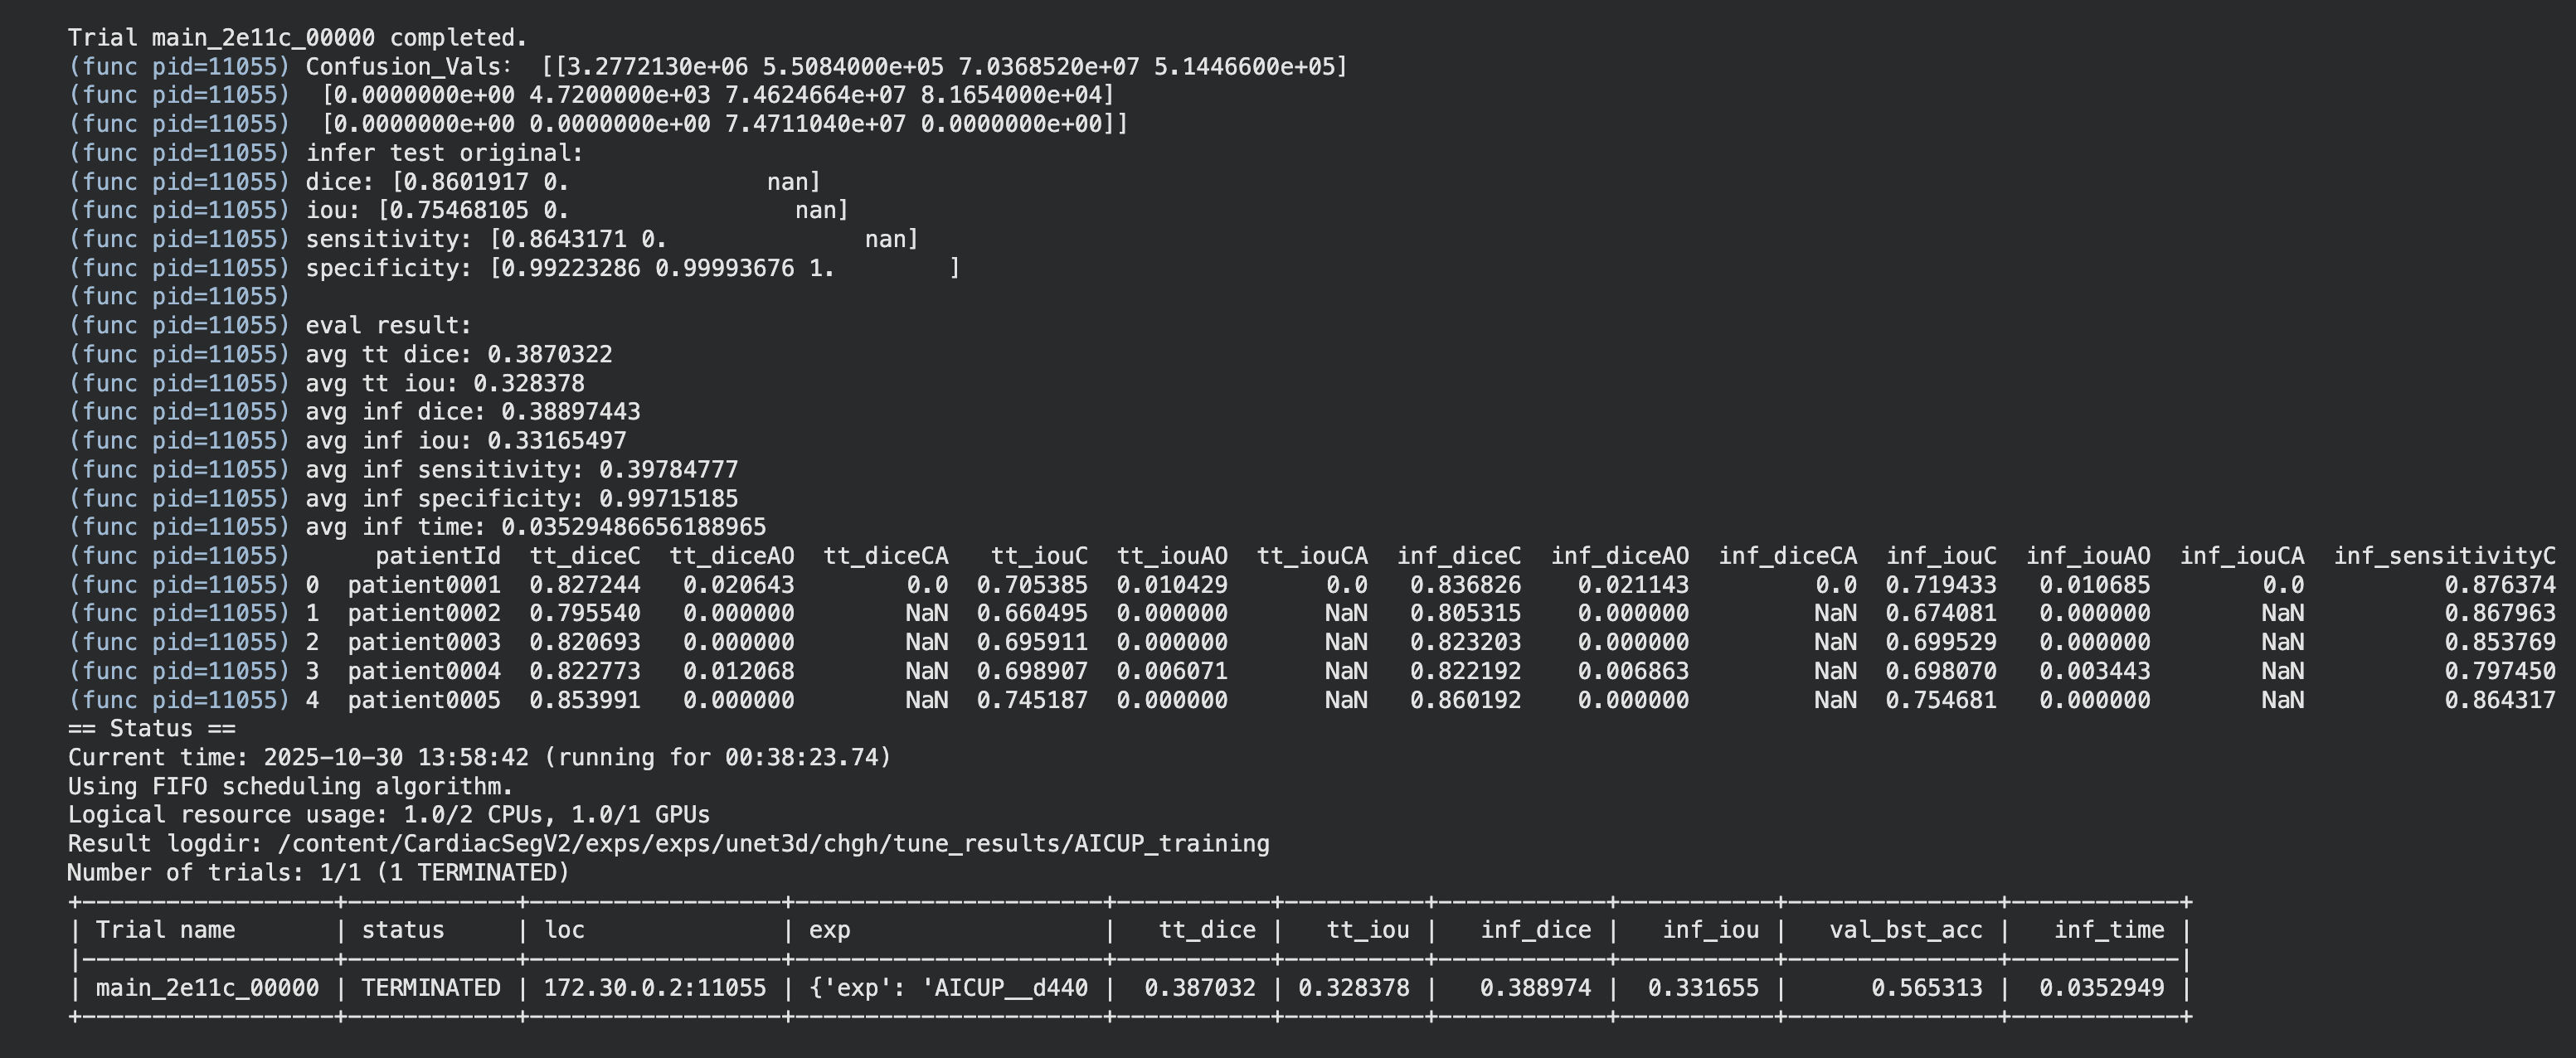 Trial main_2e11c_00000 completed.
(func pid=11055) Confusion_Vals:  [[3.2772130e+06 5.5084000e+05 7.0368520e+07 5.1446600e+05]
(func pid=11055)  [0.0000000e+00 4.7200000e+03 7.4624664e+07 8.1654000e+04]
(func pid=11055)  [0.0000000e+00 0.0000000e+00 7.4711040e+07 0.0000000e+00]]
(func pid=11055) infer test original:
(func pid=11055) dice: [0.8601917 0.              nan]
(func pid=11055) iou: [0.75468105 0.               nan]
(func pid=11055) sensitivity: [0.8643171 0.              nan]
(func pid=11055) specificity: [0.99223286 0.99993676 1.        ]
(func pid=11055)
(func pid=11055) eval result:
(func pid=11055) avg tt dice: 0.3870322
(func pid=11055) avg tt iou: 0.328378
(func pid=11055) avg inf dice: 0.38897443
(func pid=11055) avg inf iou: 0.33165497
(func pid=11055) avg inf sensitivity: 0.39784777
(func pid=11055) avg inf specificity: 0.99715185
(func pid=11055) avg inf time: 0.03529486656188965
(func pid=11055)      patientId  tt_diceC  tt_diceAO  tt_diceCA   tt_iouC  tt_iouAO  tt_iouCA  inf_diceC  inf_diceAO  inf_diceCA  inf_iouC  inf_iouAO  inf_iouCA  inf_sensitivityC
(func pid=11055) 0  patient0001  0.827244   0.020643        0.0  0.705385  0.010429       0.0   0.836826    0.021143         0.0  0.719433   0.010685        0.0          0.876374
(func pid=11055) 1  patient0002  0.795540   0.000000        NaN  0.660495  0.000000       NaN   0.805315    0.000000         NaN  0.674081   0.000000        NaN          0.867963
(func pid=11055) 2  patient0003  0.820693   0.000000        NaN  0.695911  0.000000       NaN   0.823203    0.000000         NaN  0.699529   0.000000        NaN          0.853769
(func pid=11055) 3  patient0004  0.822773   0.012068        NaN  0.698907  0.006071       NaN   0.822192    0.006863         NaN  0.698070   0.003443        NaN          0.797450
(func pid=11055) 4  patient0005  0.853991   0.000000        NaN  0.745187  0.000000       NaN   0.860192    0.000000         NaN  0.754681   0.000000        NaN          0.864317
== Status ==
Current time: 2025-10-30 13:58:42 (running for 00:38:23.74)
Using FIFO scheduling algorithm.
Logical resource usage: 1.0/2 CPUs, 1.0/1 GPUs
Result logdir: /content/CardiacSegV2/exps/exps/unet3d/chgh/tune_results/AICUP_training
Number of trials: 1/1 (1 TERMINATED)
+------------------+------------+------------------+----------------------+-----------+----------+------------+-----------+---------------+------------+
| Trial name       | status     | loc              | exp                  |   tt_dice |   tt_iou |   inf_dice |   inf_iou |   val_bst_acc |   inf_time |
|------------------+------------+------------------+----------------------+-----------+----------+------------+-----------+---------------+------------|
| main_2e11c_00000 | TERMINATED | 172.30.0.2:11055 | {'exp': 'AICUP__d440 |  0.387032 | 0.328378 |   0.388974 |  0.331655 |      0.565313 |  0.0352949 |
+------------------+------------+------------------+----------------------+-----------+----------+------------+-----------+---------------+------------+